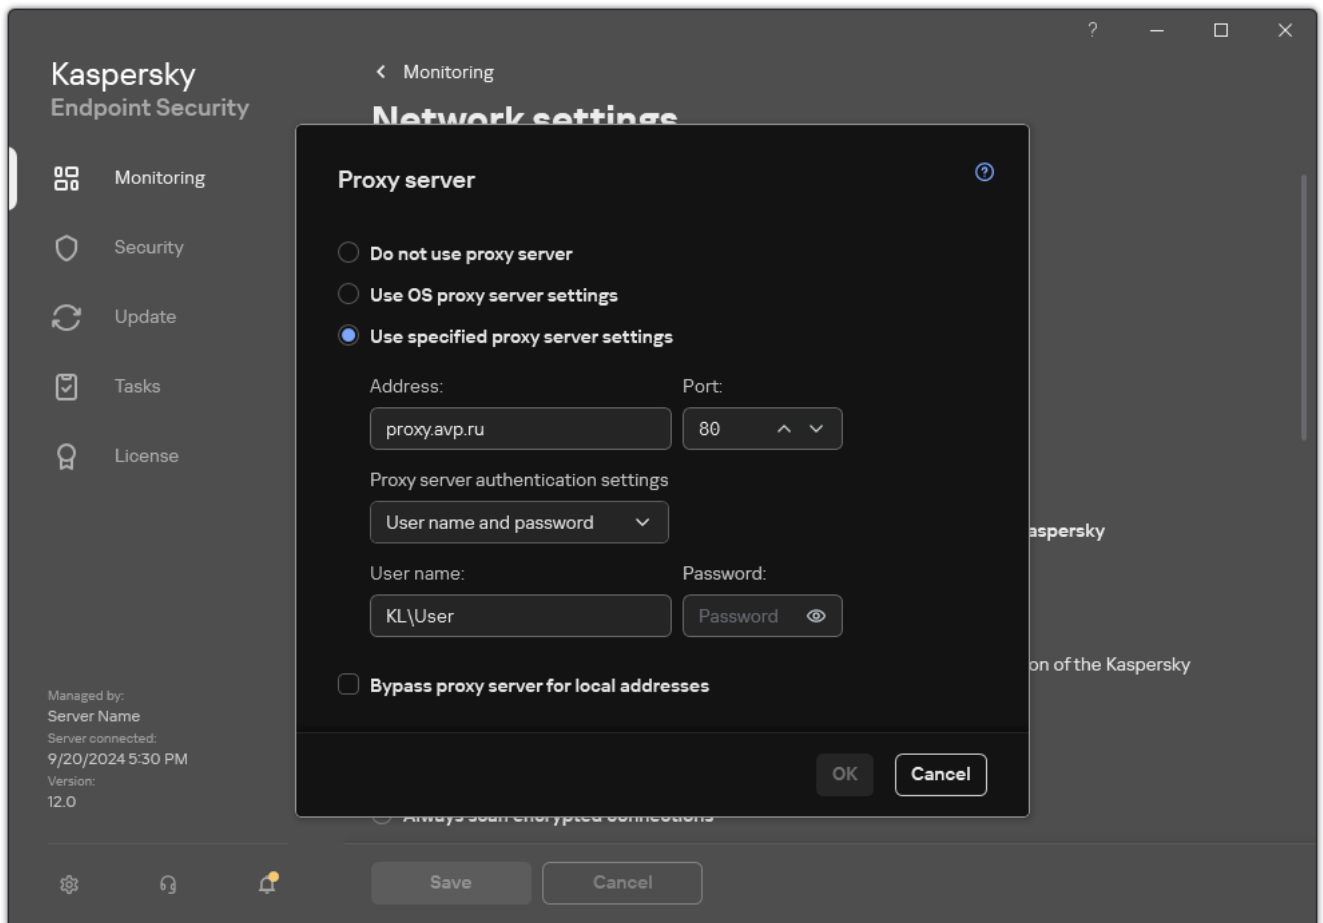 ?
Kaspersky
Endpoint Security
Monitoring
Network settings
Monitoring
Security
Update
Tasks
License
Proxy server
?
Do not use proxy server
Use OS proxy server settings
Use specified proxy server settings
Address:
Port:
proxy.avp.ru
80
Proxy server authentication settings
User name and password
User name:
Password:
KL\User
Password
Bypass proxy server for local addresses
OK
Cancel
aspersky
on of the Kaspersky
Managed by:
Server Name
Server connected:
9/20/2024 5:30 PM
Version:
12.0
Always scan encrypted connections
Save
Cancel